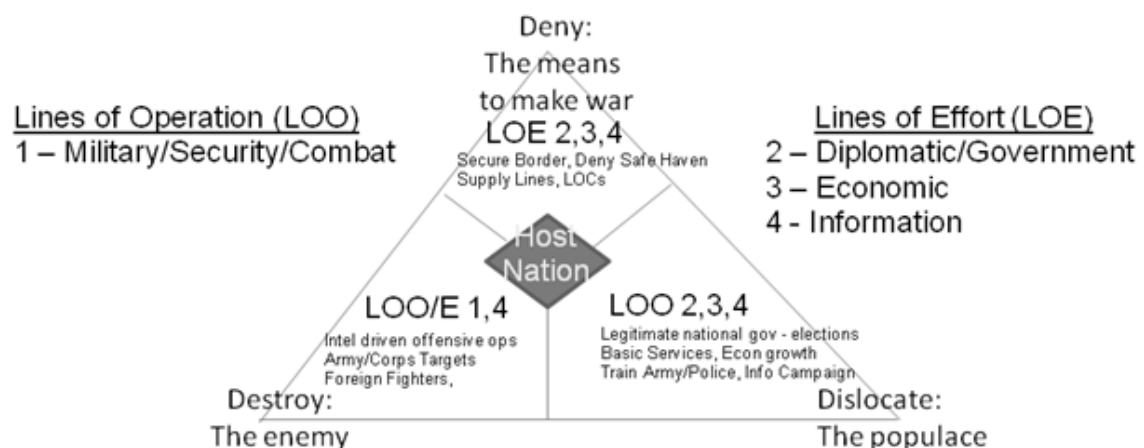 Deny:
The means
to make war
LOE 2,3,4
Secure Border, Deny Safe Haven
Supply Lines, LOCs
Lines of Operation (LOO)
1 – Military/Security/Combat
Lines of Effort (LOE)
2 – Diplomatic/Government
3 – Economic
4 - Information
Host
Nation
LOO/E 1,4
Intel driven offensive ops
Army/Corps Targets
Foreign Fighters,
LOO 2,3,4
Legitimate national gov - elections
Basic Services, Econ growth
Train Army/Police, Info Campaign
Destroy:
The enemy
Dislocate:
The populace